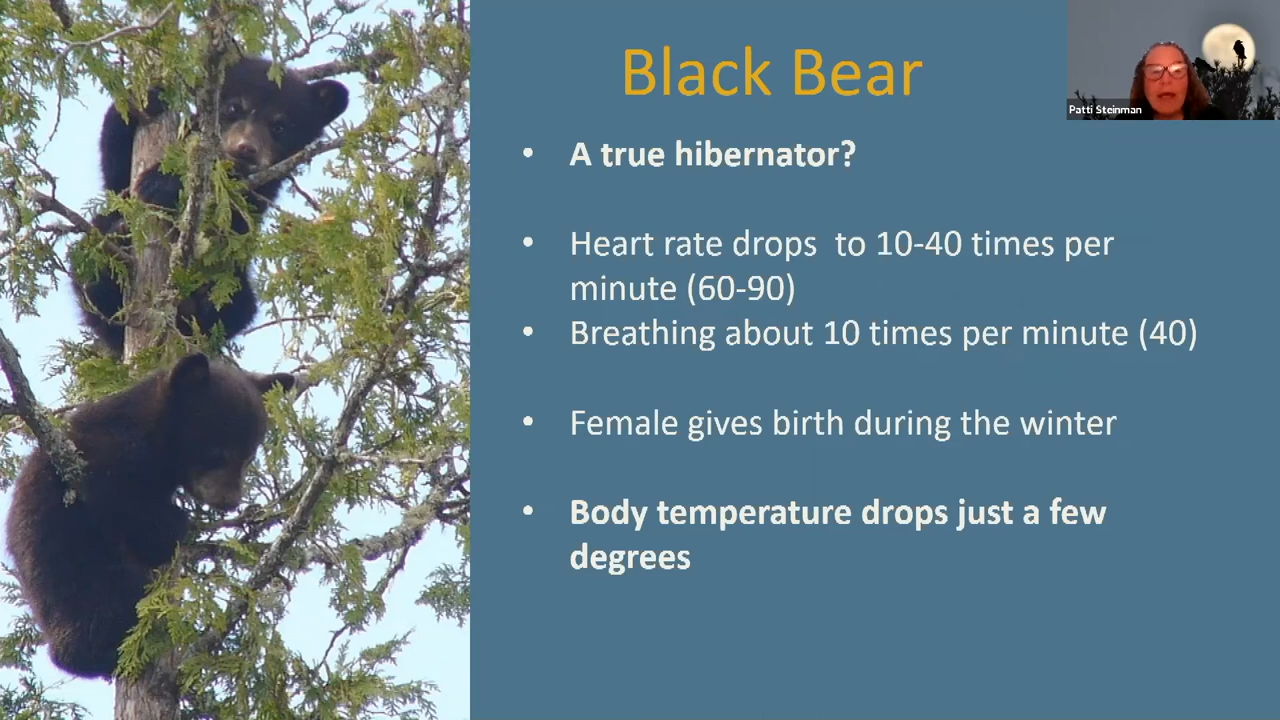 Black Bear
Patti Steinman
• A true hibernator?
• Heart rate drops  to 10-40 times per
minute (60-90)
• Breathing about 10 times per minute (40)
• Female gives birth during the winter
• Body temperature drops just a few
degrees